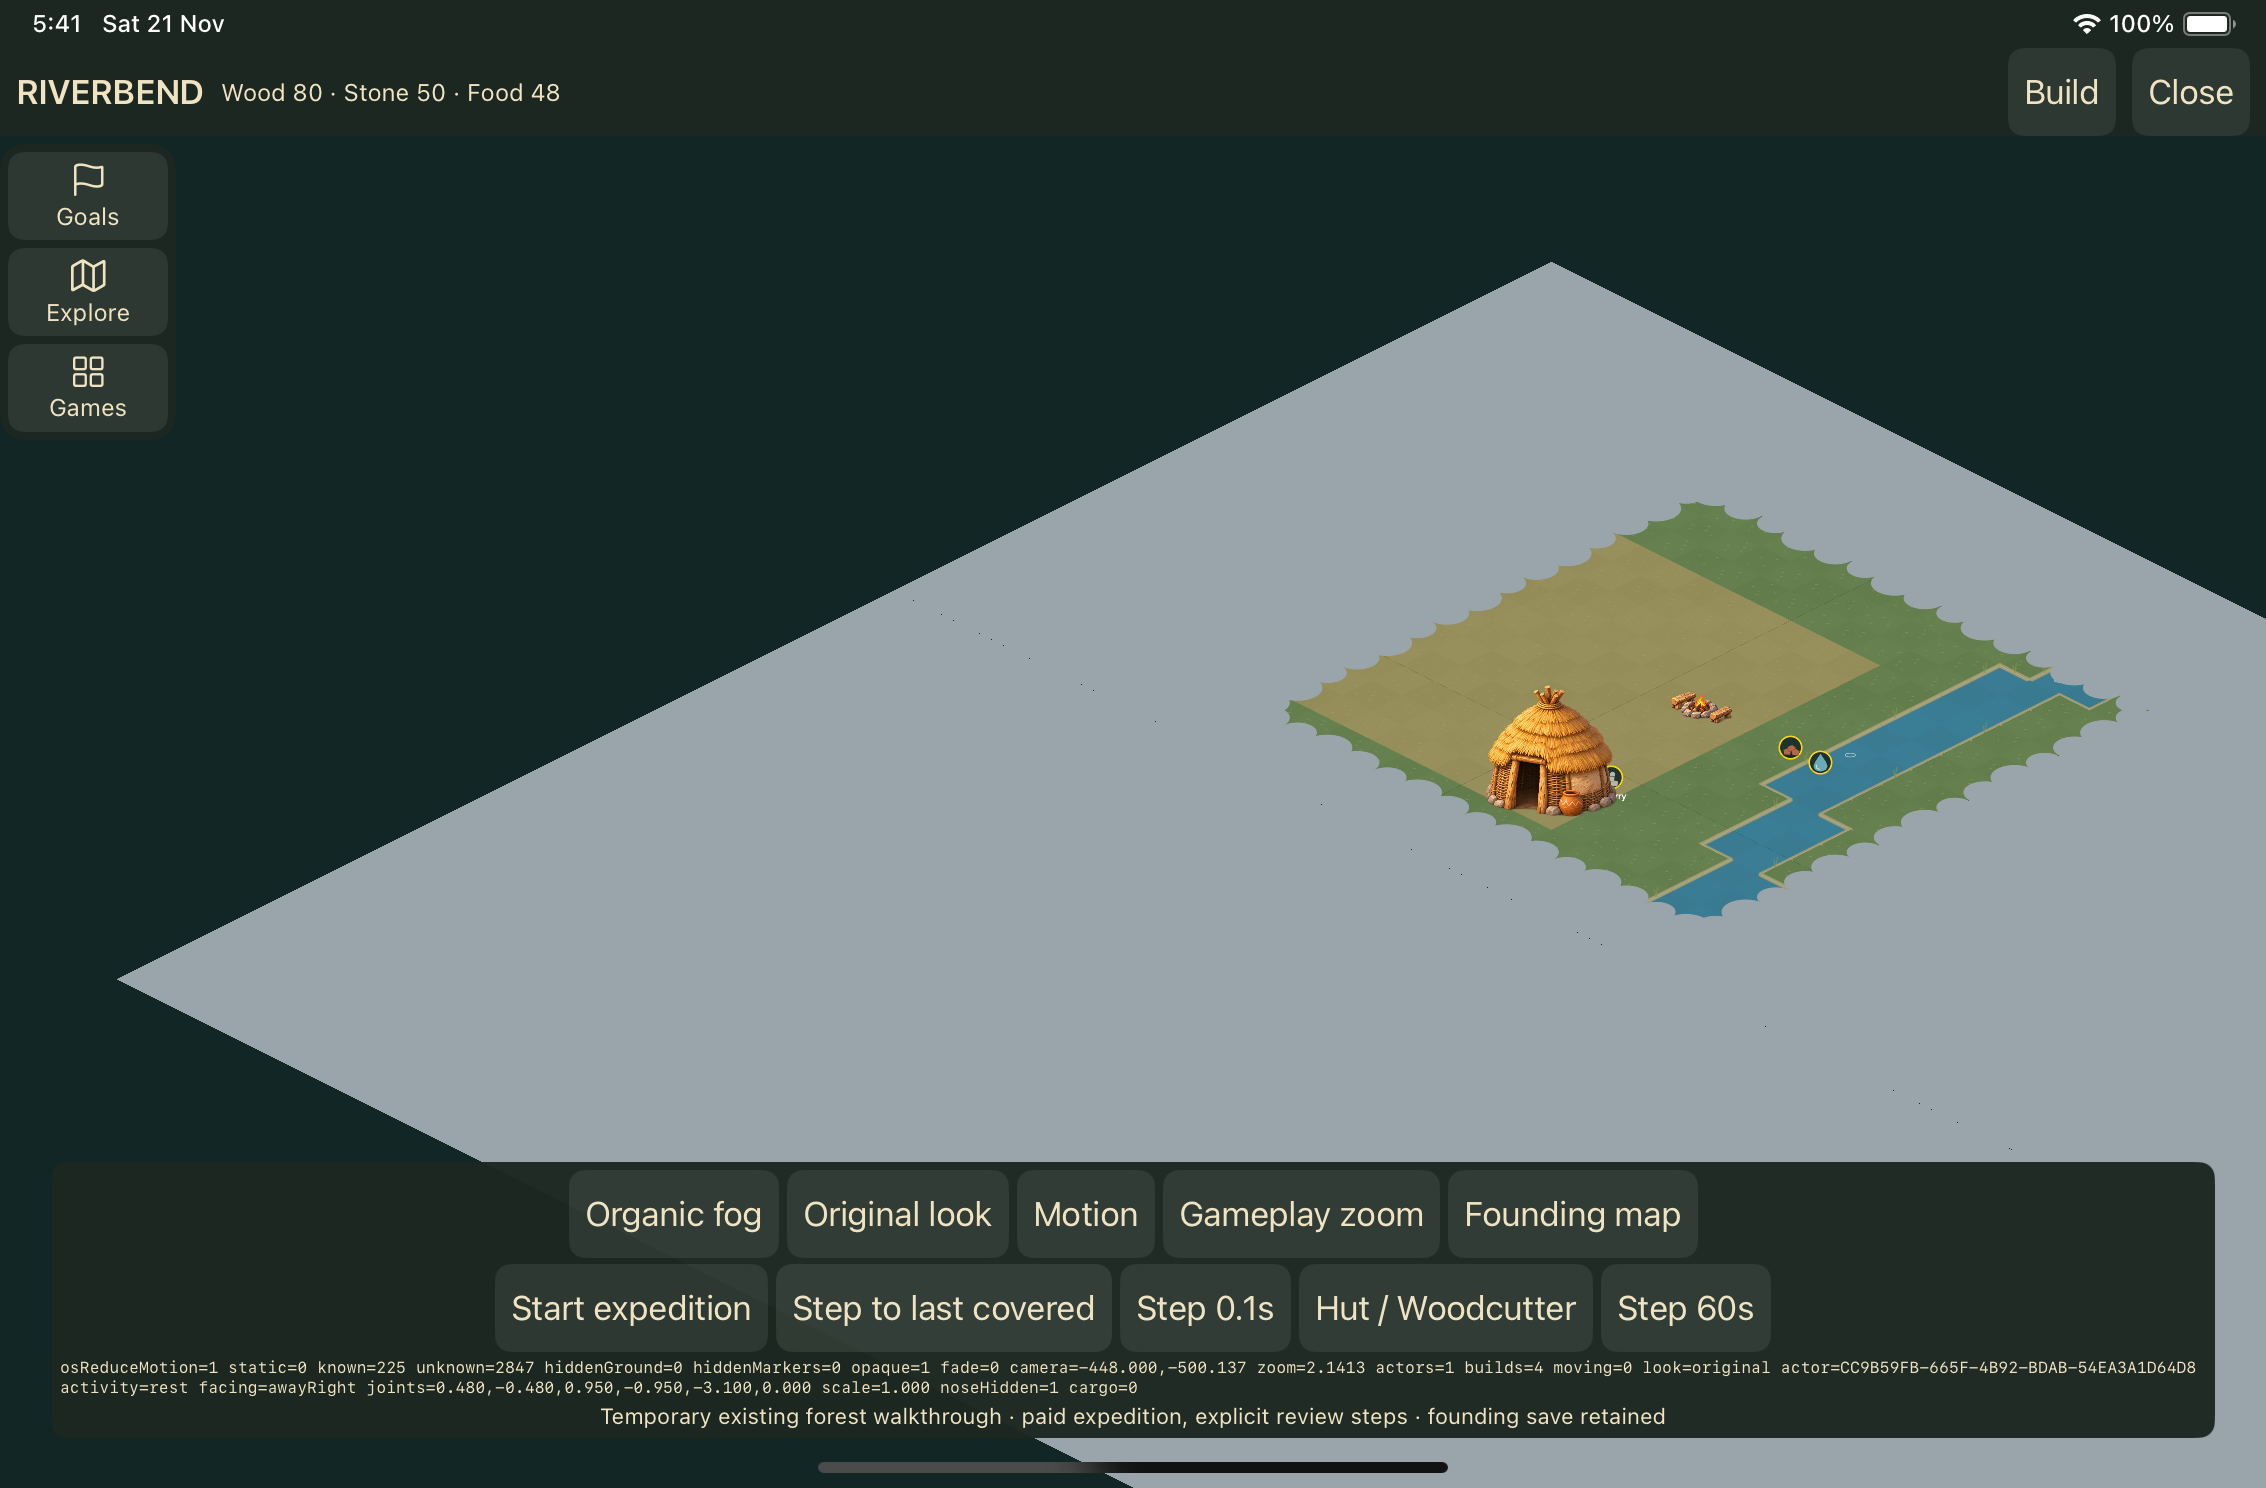 5:41 Sat 21 Nov
100%
RIVERBEND Wood 80 · Stone 50 · Food 48
Build Close
Goals
Explore
Games
Organic fog Original look Motion Gameplay zoom Founding map
Start expedition Step to last covered Step 0.1s Hut / Woodcutter Step 60s
osReduceMotion=1 static=0 known=225 unknown=2847 hiddenGround=0 hiddenMarkers=0 opaque=1 fade=0 camera=−448.000,−500.137 zoom=2.1413 actors=1 builds=4 moving=0 look=original actor=CC9B59FB-665F-4B92-BDAB-54EA3A1D64D8
activity=rest facing=awayRight joints=0.480,−0.480,0.950,−0.950,−3.100,0.000 scale=1.000 noseHidden=1 cargo=0
Temporary existing forest walkthrough · paid expedition, explicit review steps · founding save retained